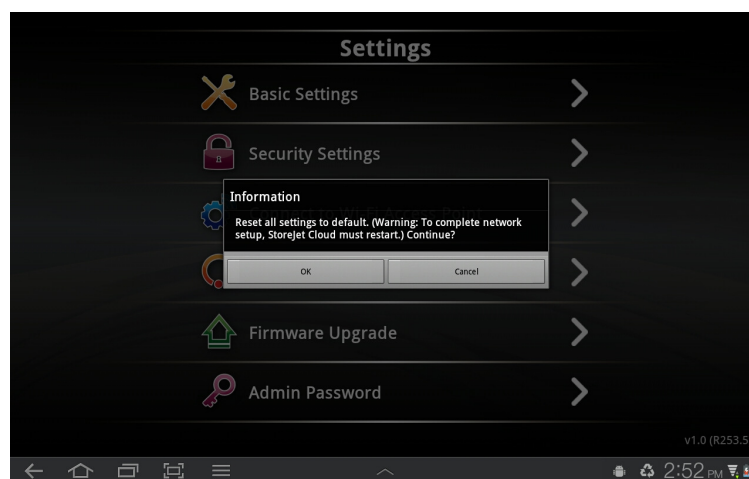 Settings
Basic Settings
Security Settings
Information
Reset all settings to default. (Warning: To complete network
setup, StoreJet Cloud must restart.) Continue?
OK
Cancel
Firmware Upgrade
Admin Password
v1.0 (R253.5
2:52 PM